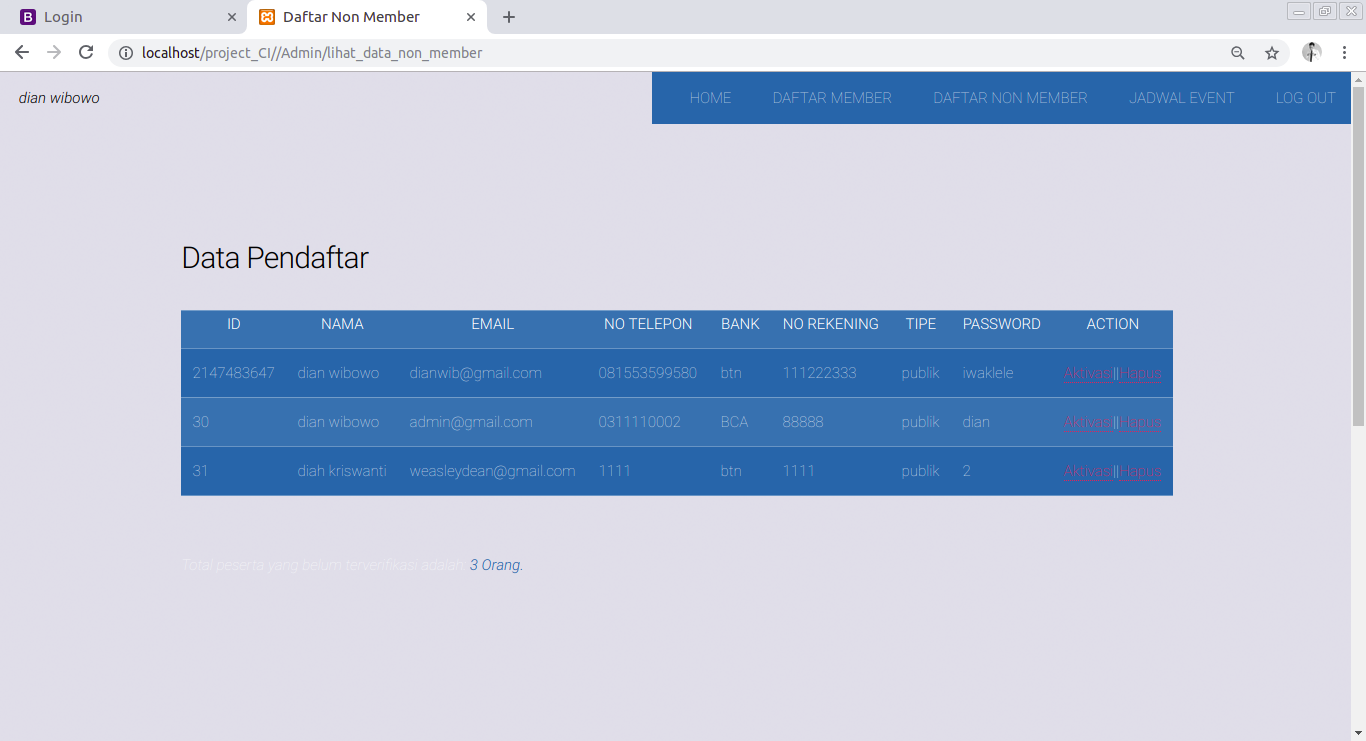 Login
Daftar Non Member
localhost/project_CI//Admin/lihat_data_non_member
dian wibowo
HOME DAFTAR MEMBER DAFTAR NON MEMBER JADWAL EVENT LOG OUT
Data Pendaftar
ID NAMA EMAIL NO TELEPON BANK NO REKENING TIPE PASSWORD ACTION
2147483647 dian wibowo dianwib@gmail.com 081553599580 btn 111222333 publik iwaklele Aktivasi||Hapus
30 dian wibowo admin@gmail.com 0311110002 BCA 88888 publik dian Aktivasi||Hapus
31 diah kriswanti weasleydean@gmail.com 1111 btn 1111 publik 2 Aktivasi||Hapus
Total peserta yang belum terverifikasi adalah 3 Orang.